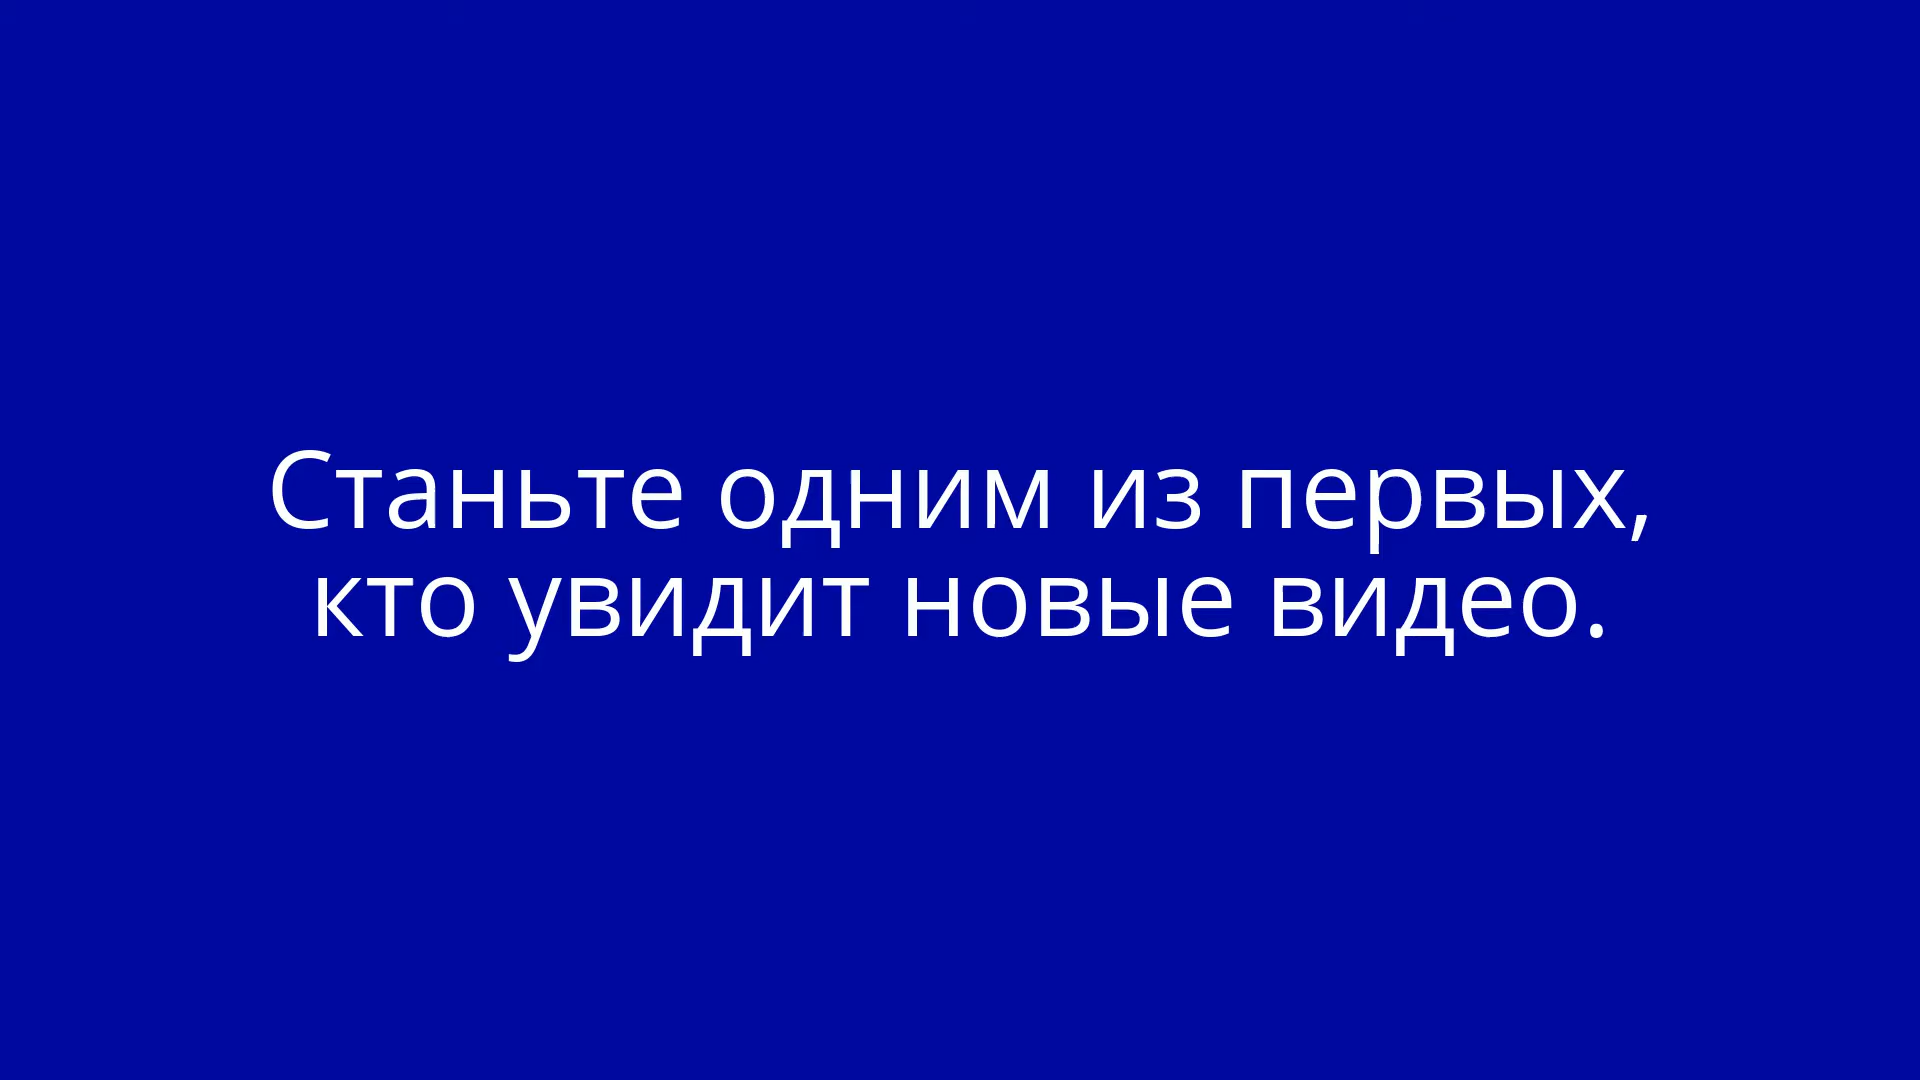 Станьте одним из первых,
кто увидит новые видео.